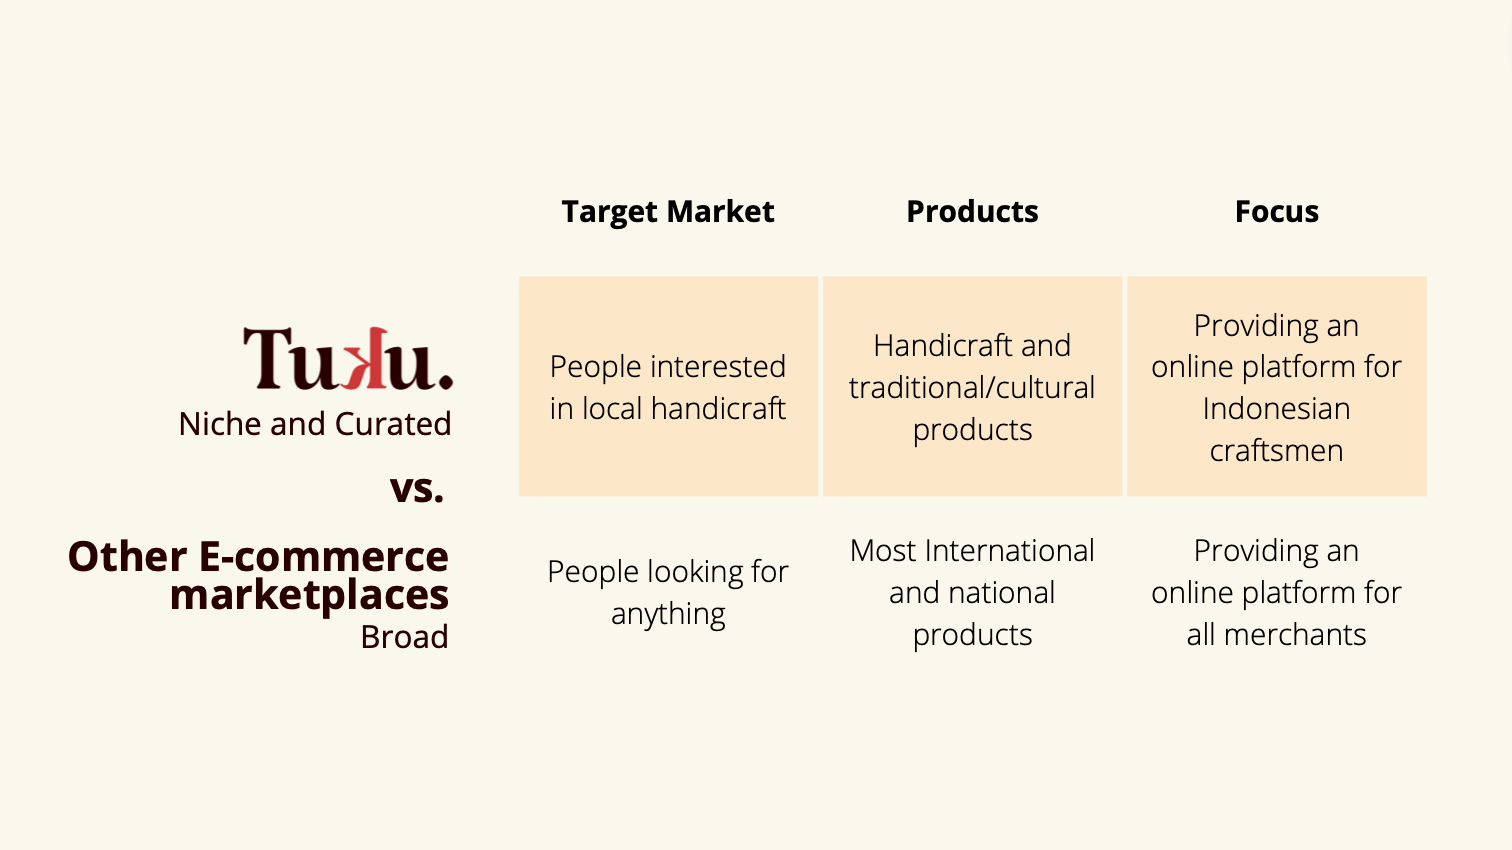 Target Market
Products
Focus
Tuku.
Niche and Curated
People interested
in local handicraft
Handicraft and
traditional/cultural
products
Providing an
online platform for
Indonesian
craftsmen
vs.
Other E-commerce
marketplaces
Broad
People looking for
anything
Most International
and national
products
Providing an
online platform for
all merchants